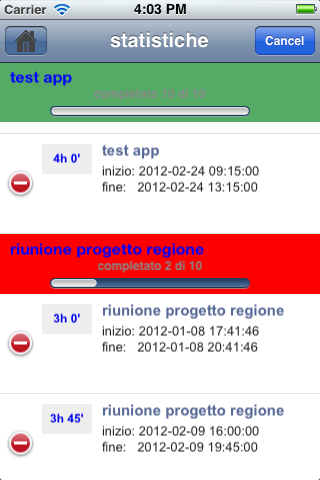 Carrier 4:03 PM
statistiche
Cancel
test app
completato
4h 0'
test app
inizio: 2012-02-24 09:15:00
fine: 2012-02-24 13:15:00
riunione progetto regione
completato 2 di 10
3h 0'
riunione progetto regione
inizio: 2012-01-08 17:41:46
fine: 2012-01-08 20:41:46
3h 45'
riunione progetto regione
inizio: 2012-02-09 16:00:00
fine: 2012-02-09 19:45:00